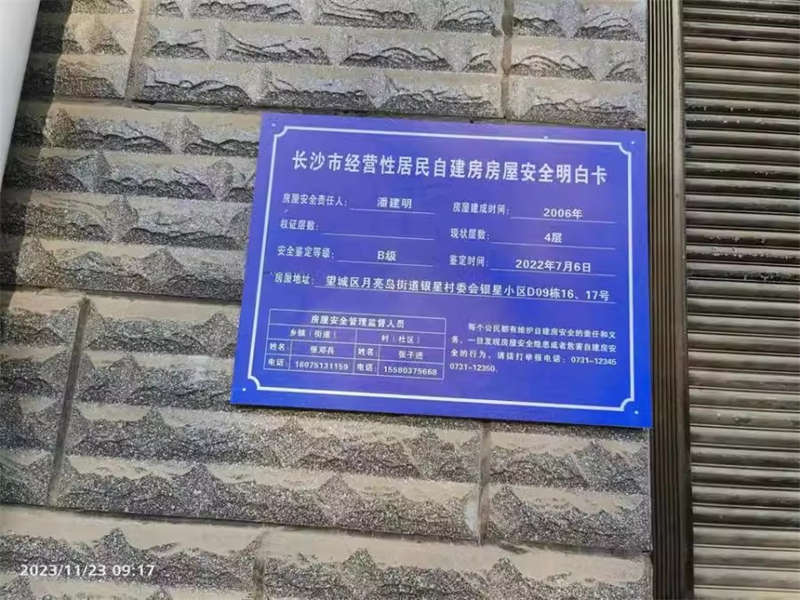 长沙市经营性居民自建房房屋安全明白卡
房屋安全责任人： 潘建明 房屋建成时间： 2006年
权证层数： 现状层数： 4层
安全鉴定等级： B级 鉴定时间： 2022年7月6日
房屋地址： 望城区月亮岛街道银星村委会银星小区D09栋16、17号
房屋安全管理监督人员
乡镇（街道） 村（社区）
姓名： 张邓兵 姓名： 张子进
电话： 16075131159 电话： 15580375668
每个公民都有维护自建房安全的责任和义
务，一旦发现房屋安全隐患或者危害自建房安
全的行为，请拨打举报电话：0731-12345
0731-12350.
2023/11/23 09:17